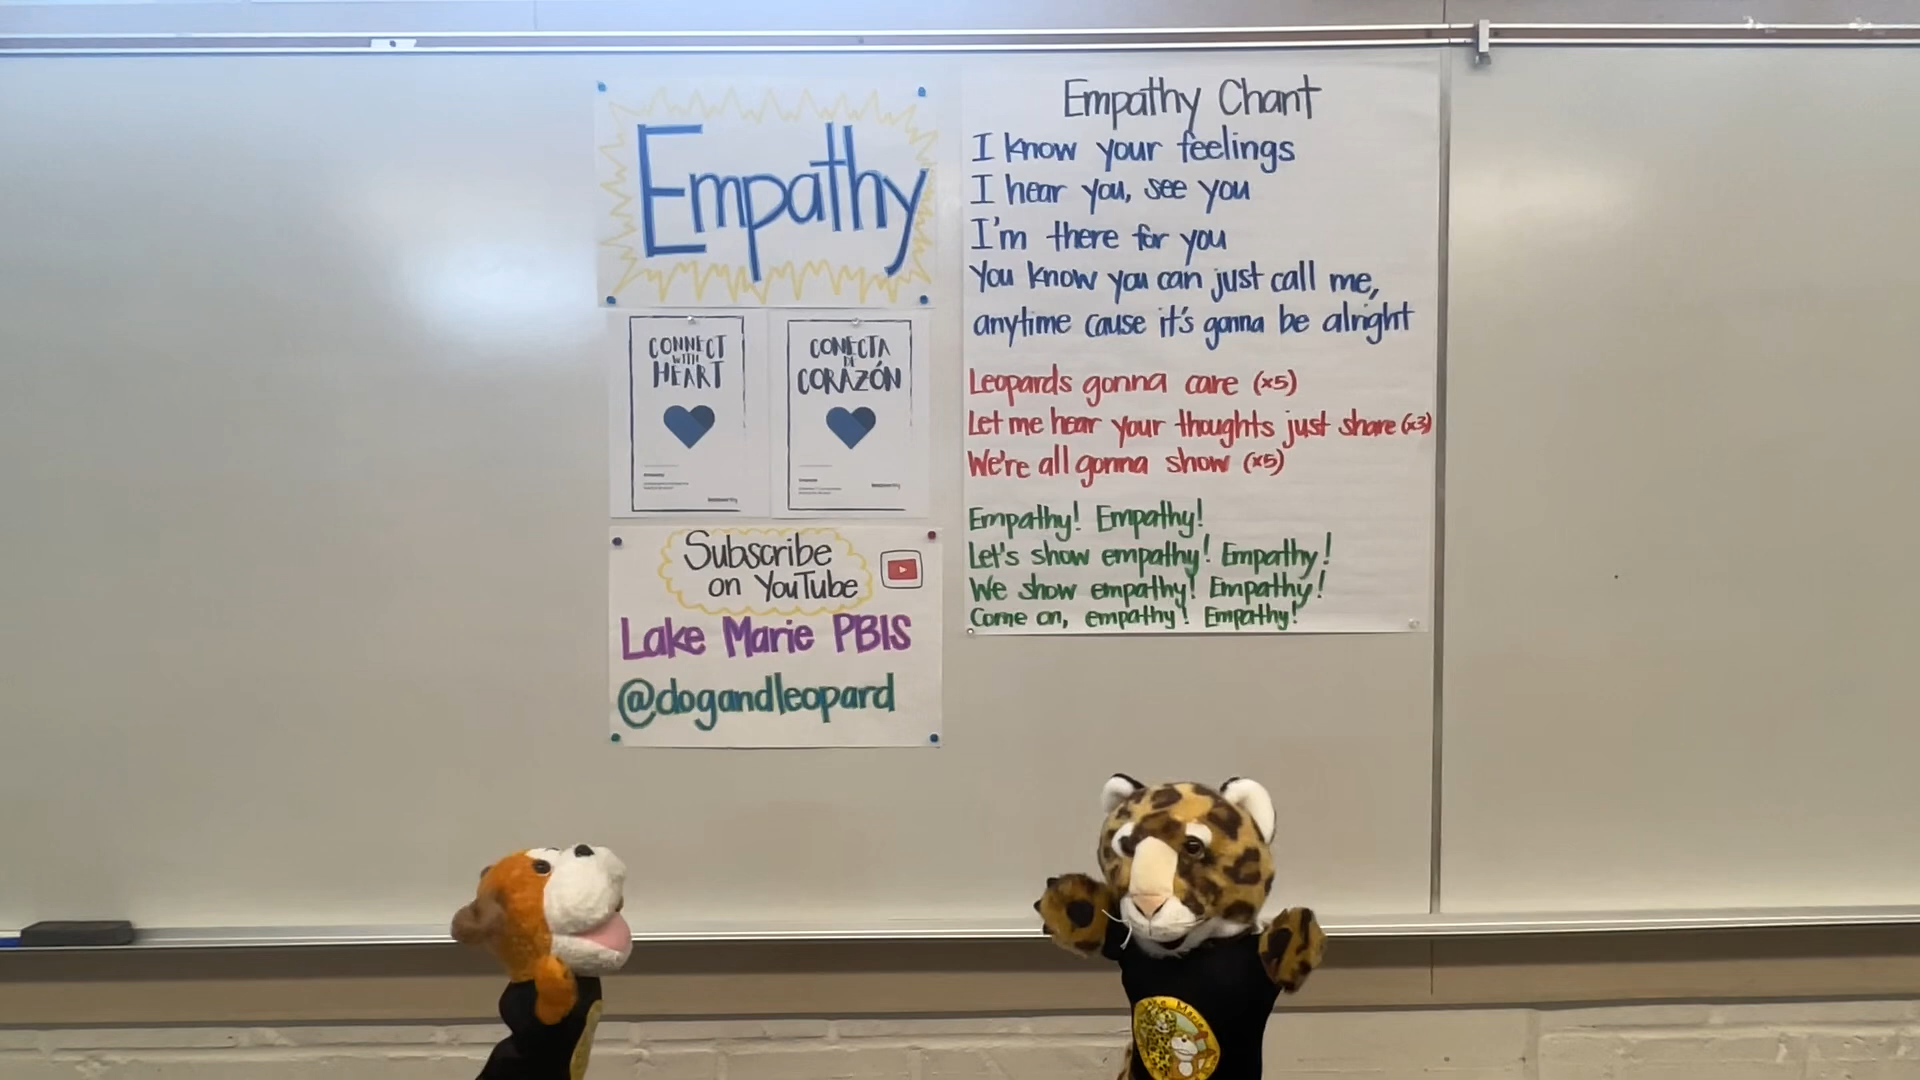 Empathy
CONNECT
WITH
HEART
CONECTA
DE
CORAZÓN
Subscribe
on YouTube
Lake Marie PBIS
@dogandleopard
Empathy Chant
I know your feelings
I hear you, see you
I'm there for you
You know you can just call me,
anytime cause it's gonna be alright
Leopards gonna care (x5)
Let me hear your thoughts just share (x3)
We're all gonna show (x5)
Empathy! Empathy!
Let's show empathy! Empathy!
We show empathy! Empathy!
Come on, empathy! Empathy!
Lake Marie